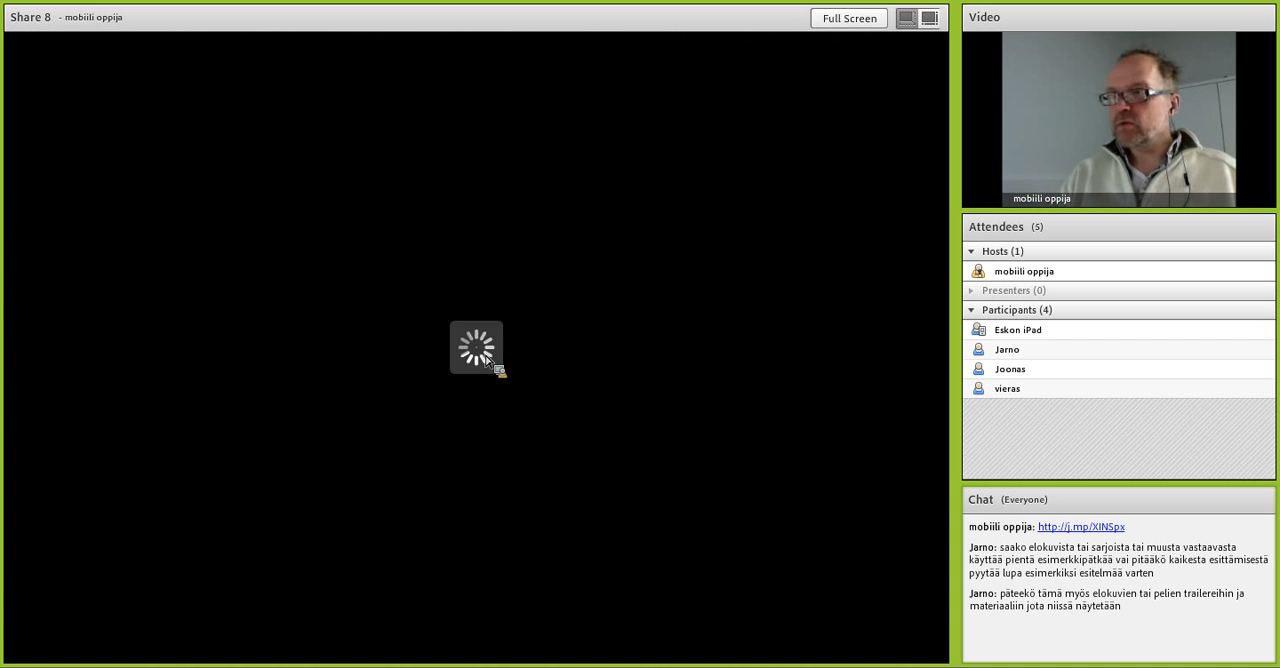 Share 8 - mobiili oppija
Full Screen
Video
mobiili oppija
Attendees (5)
Hosts (1)
mobiili oppija
Presenters (0)
Participants (4)
Eskon iPad
Jarno
Joonas
vieras
Chat (Everyone)
mobiili oppija: http://j.mp/XINSpx
Jarno: saako elokuvista tai sarjoista tai muusta vastaavasta
käyttää pientä esimerkkipätkää vai pitääkö kaikesta esittämisestä
pyytää lupa esimerkiksi esitelmää varten
Jarno: päteekö tämä myös elokuvien tai pelien trailereihin ja
materiaaliin jota niissä näytetään